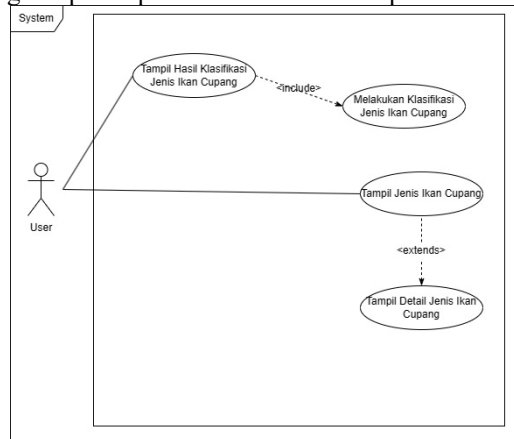 System
Tampil Hasil Klasifikasi
Jenis Ikan Cupang
<include>
Melakukan Klasifikasi
Jenis Ikan Cupang
Tampil Jenis Ikan Cupang
User
<extends>
Tampil Detail Jenis Ikan
Cupang